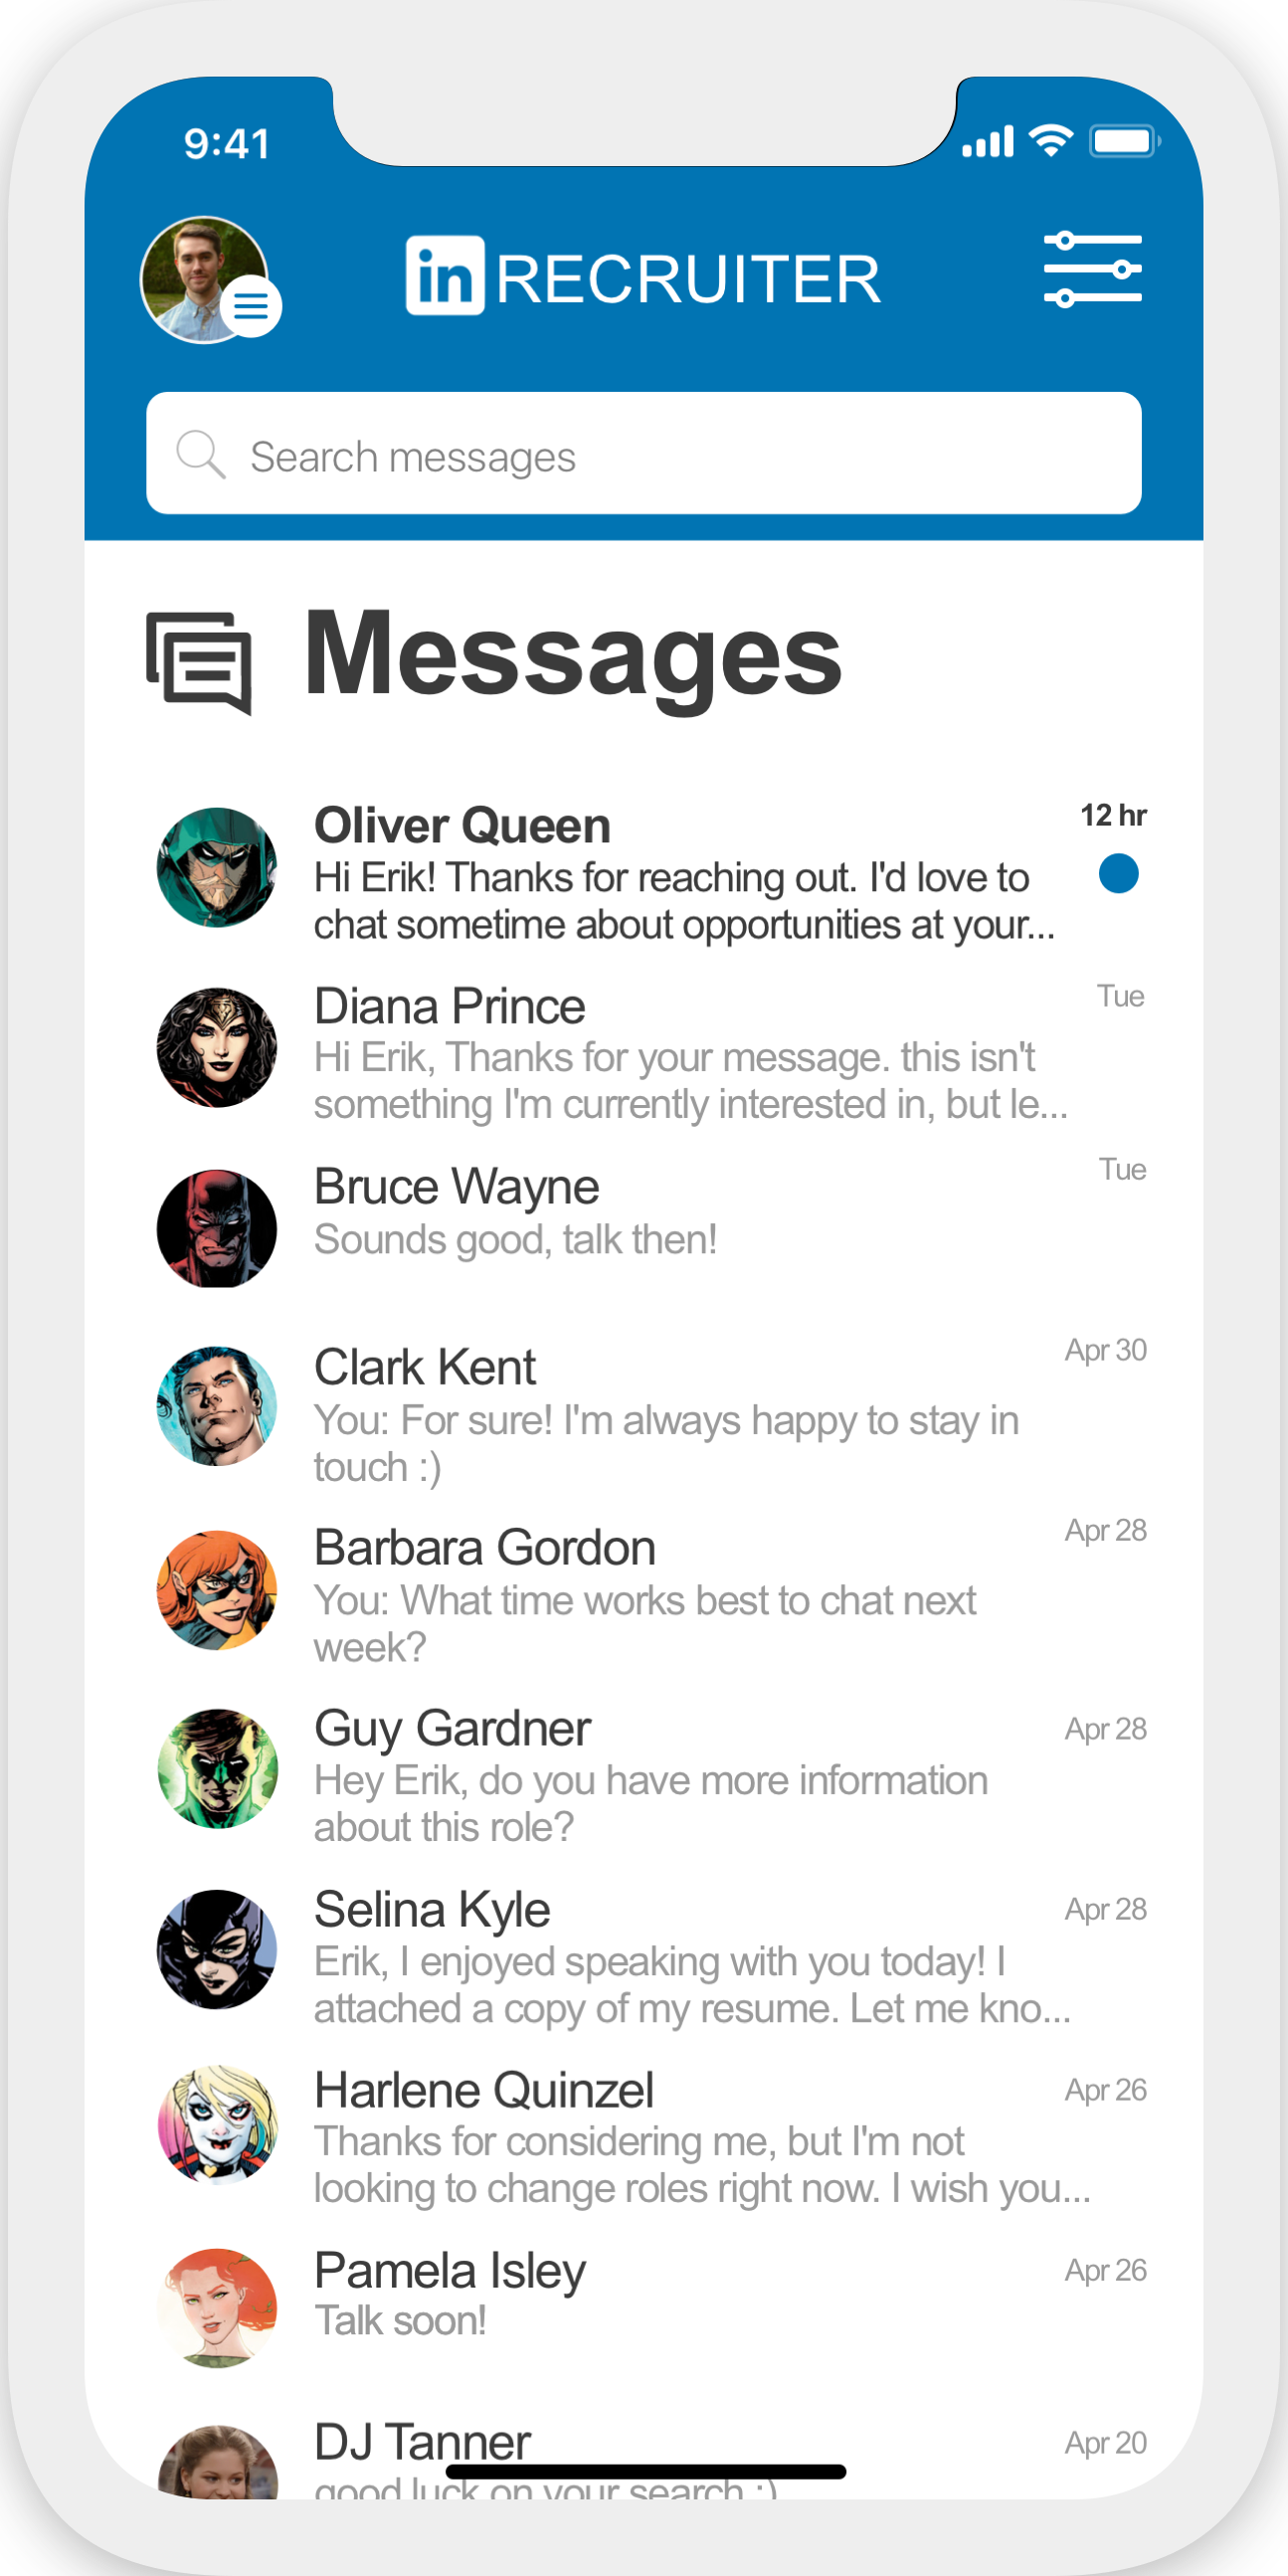 9:41
in RECRUITER
Search messages
Messages
Oliver Queen
12 hr
Hi Erik! Thanks for reaching out. I'd love to
chat sometime about opportunities at your...
Diana Prince
Tue
Hi Erik, Thanks for your message. this isn't
something I'm currently interested in, but le...
Bruce Wayne
Tue
Sounds good, talk then!
Clark Kent
Apr 30
You: For sure! I'm always happy to stay in
touch :)
Barbara Gordon
Apr 28
You: What time works best to chat next
week?
Guy Gardner
Apr 28
Hey Erik, do you have more information
about this role?
Selina Kyle
Apr 28
Erik, I enjoyed speaking with you today! I
attached a copy of my resume. Let me kno...
Harlene Quinzel
Apr 26
Thanks for considering me, but I'm not
looking to change roles right now. I wish you...
Pamela Isley
Apr 26
Talk soon!
DJ Tanner
Apr 20
good luck on your search :)